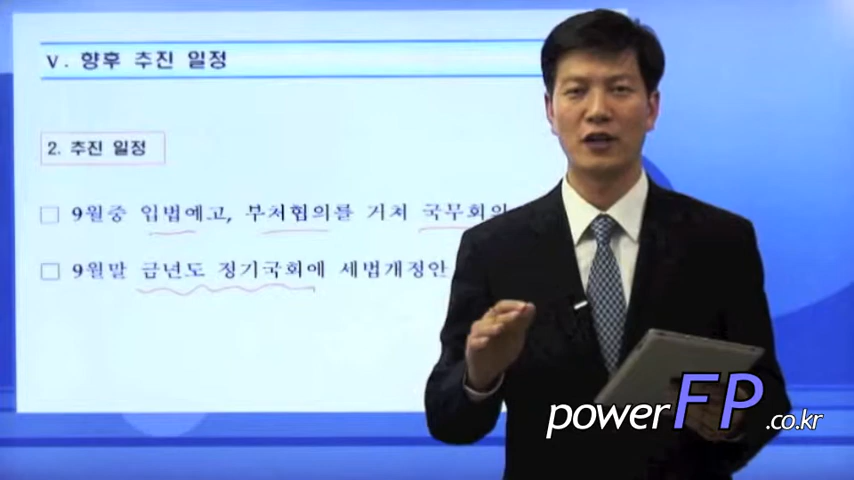 V. 향후 추진 일정
2. 추진 일정
□ 9월중 입법예고, 부처협의를 거쳐 국무회의
□ 9월말 금년도 정기국회에 세법개정안
powerFP.co.kr